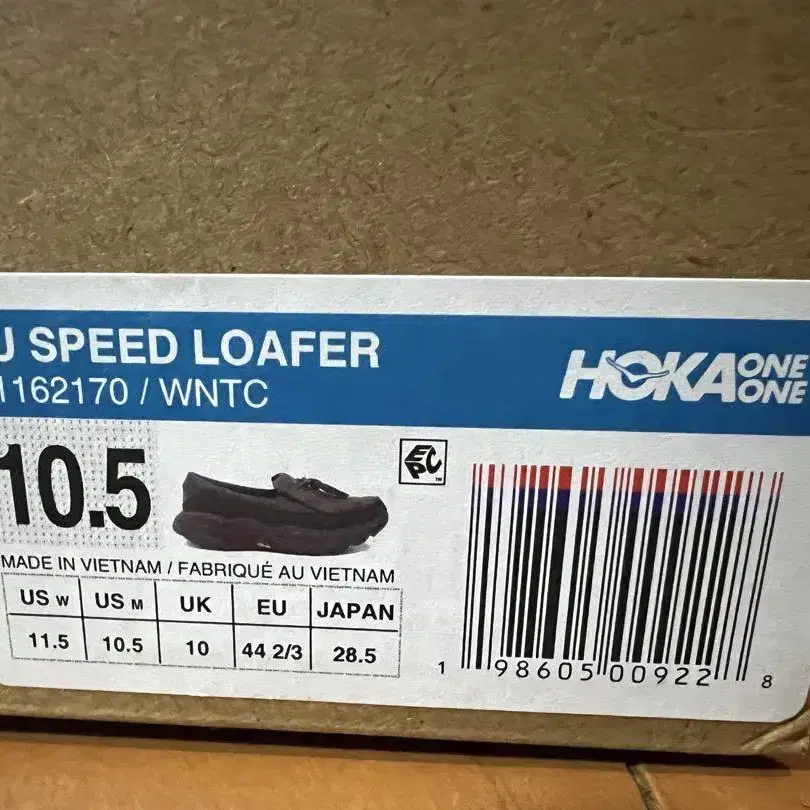 U SPEED LOAFER
1162170 / WNTC
HOKA ONE ONE
10.5
EPC™
MADE IN VIETNAM / FABRIQUÉ AU VIETNAM
US W US M UK EU JAPAN
11.5 10.5 10 44 2/3 28.5
1 98605 00922 8